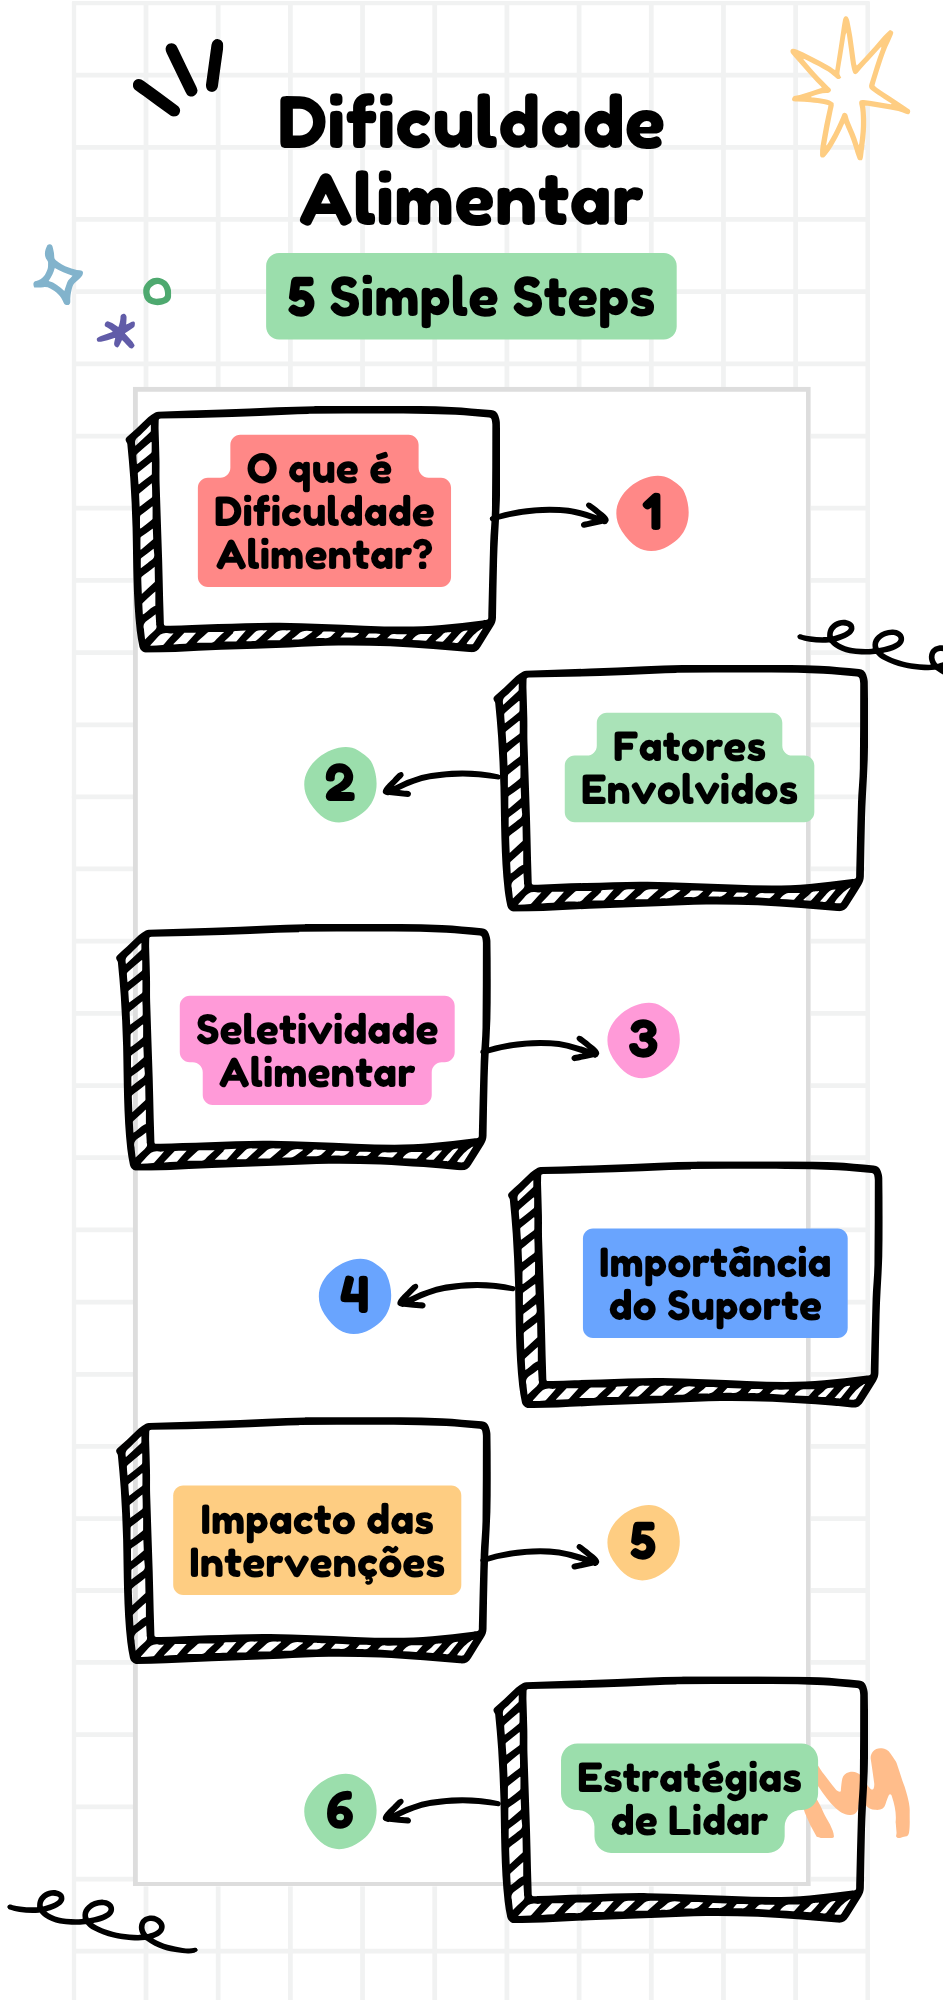 Dificuldade
Alimentar
5 Simple Steps
O que é
Dificuldade
Alimentar?
1
Fatores
Envolvidos
2
Seletividade
Alimentar
3
Importância
do Suporte
4
Impacto das
Intervenções
5
Estratégias
de Lidar
6